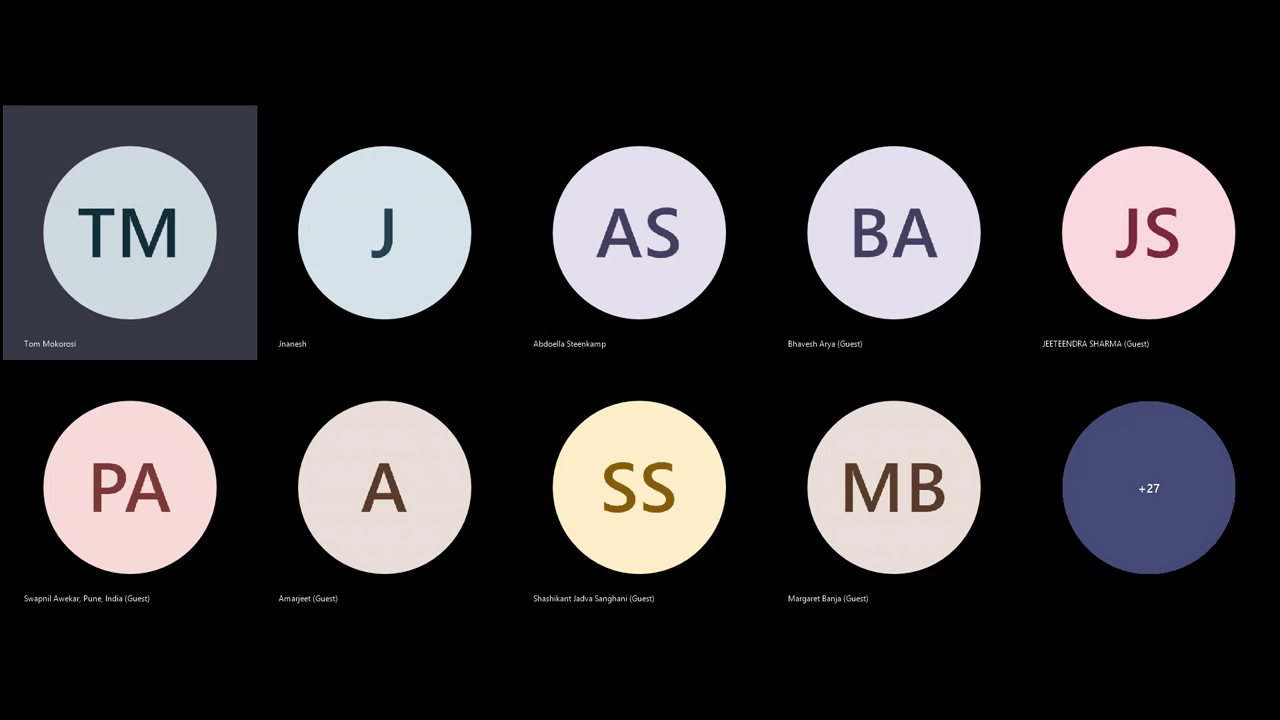 TM
J
AS
BA
JS
Tom Mokorosi
Jnanesh
Abdoella Steenkamp
Bhavesh Arya (Guest)
JEETEENDRA SHARMA (Guest)
PA
A
SS
MB
+27
Swapnil Awekar, Pune, India (Guest)
Amarjeet (Guest)
Shashikant Jadva Sanghani (Guest)
Margaret Banja (Guest)